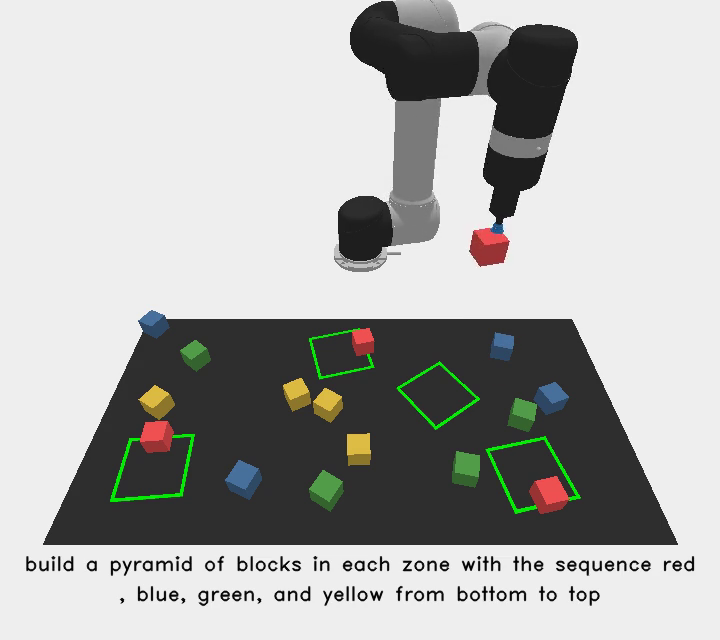 build a pyramid of blocks in each zone with the sequence red
, blue, green, and yellow from bottom to top